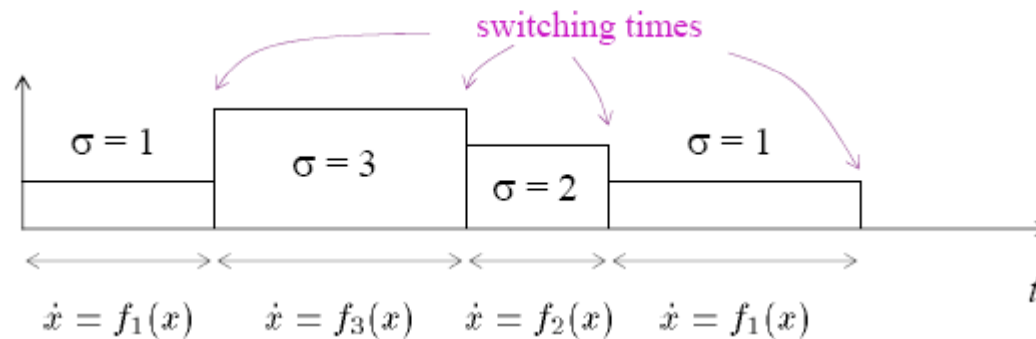 switching times
σ = 1
σ = 3
σ = 2
σ = 1
t
ẋ = f₁(x)
ẋ = f₃(x)
ẋ = f₂(x)
ẋ = f₁(x)